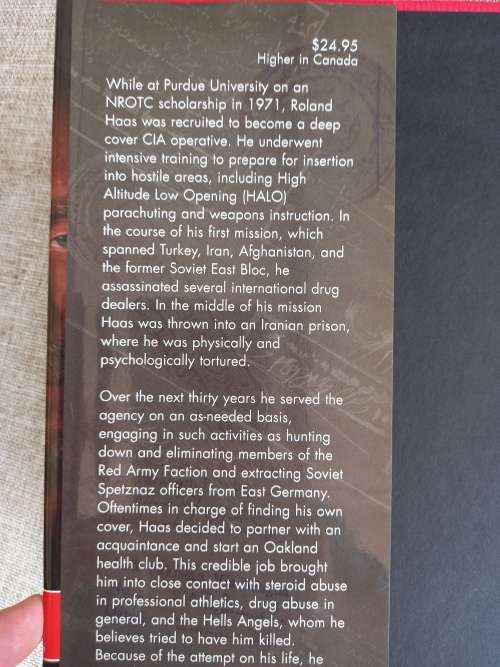 $24.95
Higher in Canada
While at Purdue University on an
NROTC scholarship in 1971, Roland
Haas was recruited to become a deep
cover CIA operative. He underwent
intensive training to prepare for insertion
into hostile areas, including High
Altitude Low Opening (HALO)
parachuting and weapons instruction. In
the course of his first mission, which
spanned Turkey, Iran, Afghanistan, and
the former Soviet East Bloc, he
assassinated several international drug
dealers. In the middle of his mission
Haas was thrown into an Iranian prison,
where he was physically and
psychologically tortured.
Over the next thirty years he served the
agency on an as-needed basis,
engaging in such activities as hunting
down and eliminating members of the
Red Army Faction and extracting Soviet
Spetznaz officers from East Germany.
Oftentimes in charge of finding his own
cover, Haas decided to partner with an
acquaintance and start an Oakland
health club. This credible job brought
him into close contact with steroid abuse
in professional athletics, drug abuse in
general, and the Hells Angels, whom he
believes tried to have him killed.
Because of the attempt on his life, he